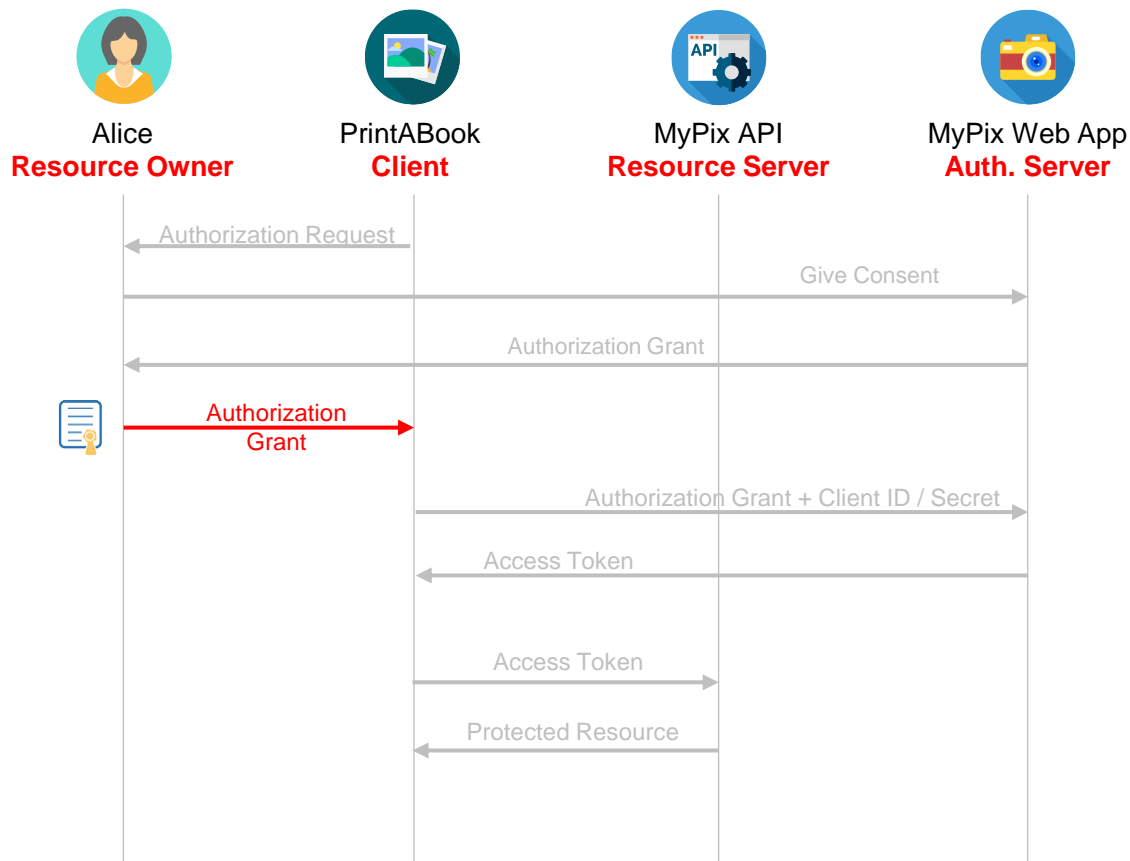 API
Alice
Resource Owner
PrintABook
Client
MyPix API
Resource Server
MyPix Web App
Auth. Server
Authorization Request
Give Consent
Authorization Grant
Authorization
Grant
Authorization Grant + Client ID / Secret
Access Token
Access Token
Protected Resource